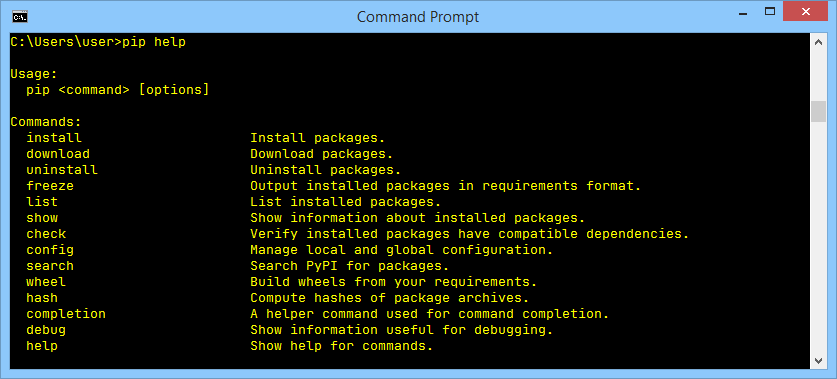 Command Prompt
C:\Users\user>pip help
Usage:
  pip <command> [options]
Commands:
  install                     Install packages.
  download                    Download packages.
  uninstall                   Uninstall packages.
  freeze                      Output installed packages in requirements format.
  list                        List installed packages.
  show                        Show information about installed packages.
  check                       Verify installed packages have compatible dependencies.
  config                      Manage local and global configuration.
  search                      Search PyPI for packages.
  wheel                       Build wheels from your requirements.
  hash                        Compute hashes of package archives.
  completion                  A helper command used for command completion.
  debug                       Show information useful for debugging.
  help                        Show help for commands.